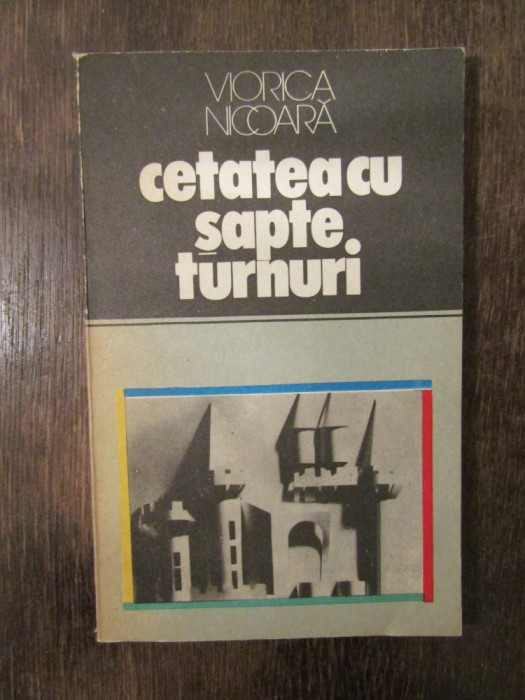 VIORICA
NICOARĂ
cetatea cu
şapte
turnuri